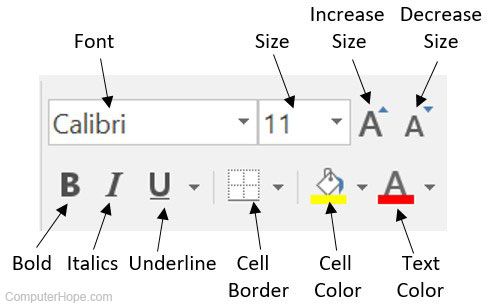 Font
Size
Increase
Size
Decrease
Size
Calibri
11
A
A
B
I
U
A
Bold
Italics
Underline
Cell
Border
Cell
Color
Text
Color
ComputerHope.com